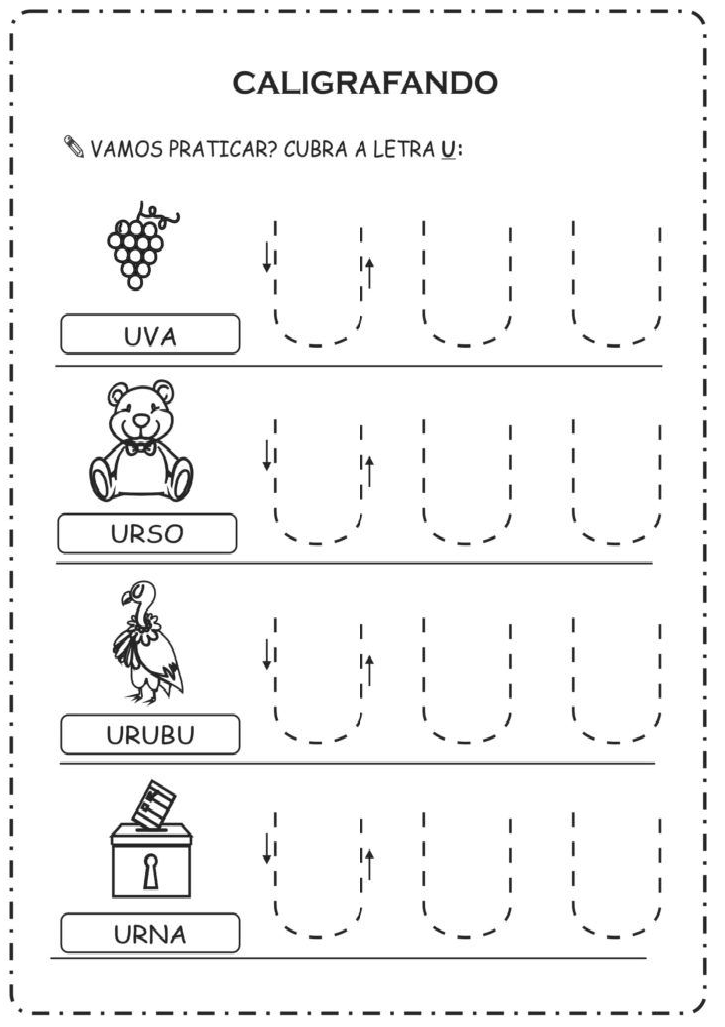 CALIGRAFANDO
VAMOS PRATICAR? CUBRA A LETRA U:
U U U
UVA
U U U
URSO
U U U
URUBU
U U U
URNA